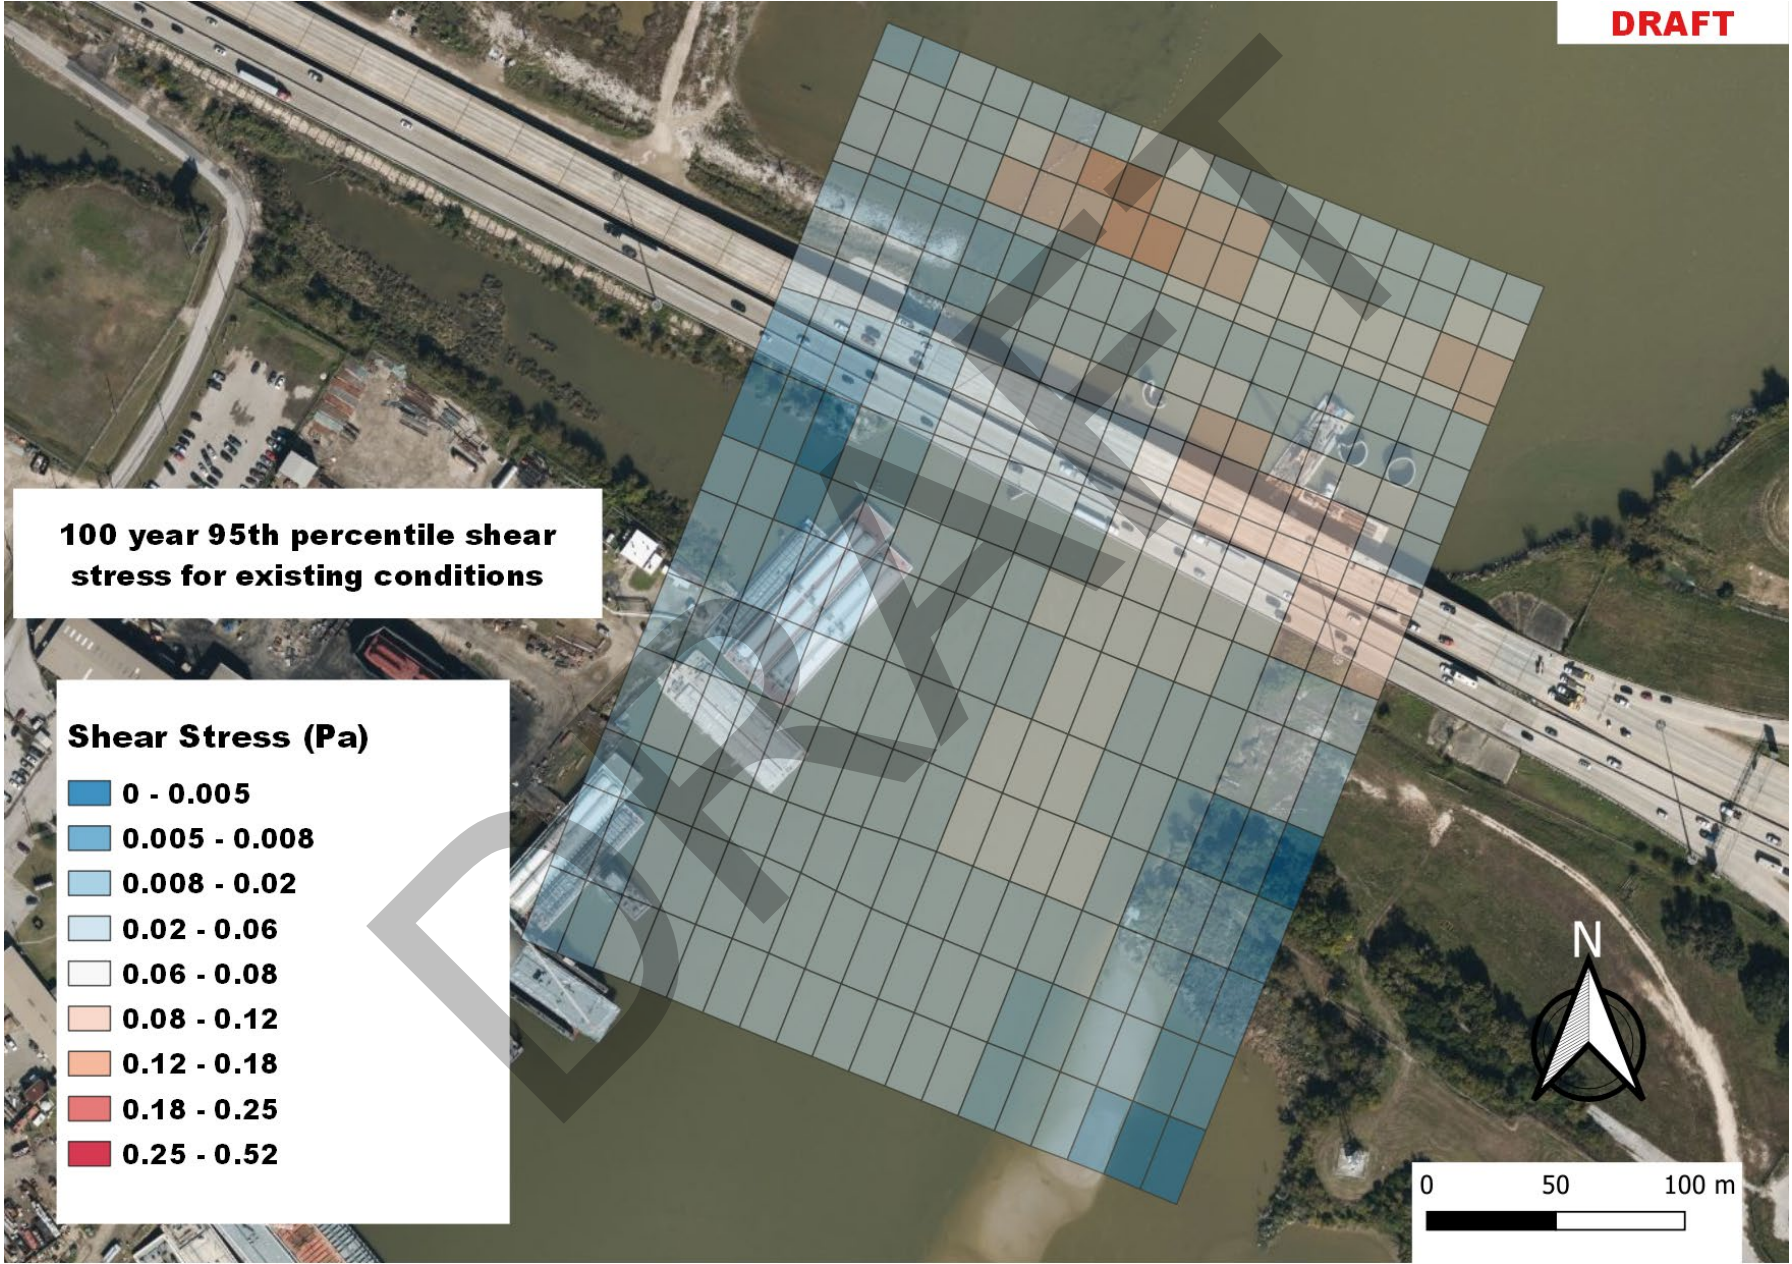 DRAFT
DRAFT
100 year 95th percentile shear
stress for existing conditions
Shear Stress (Pa)
0 - 0.005
0.005 - 0.008
0.008 - 0.02
0.02 - 0.06
0.06 - 0.08
0.08 - 0.12
0.12 - 0.18
0.18 - 0.25
0.25 - 0.52
N
0 50 100 m